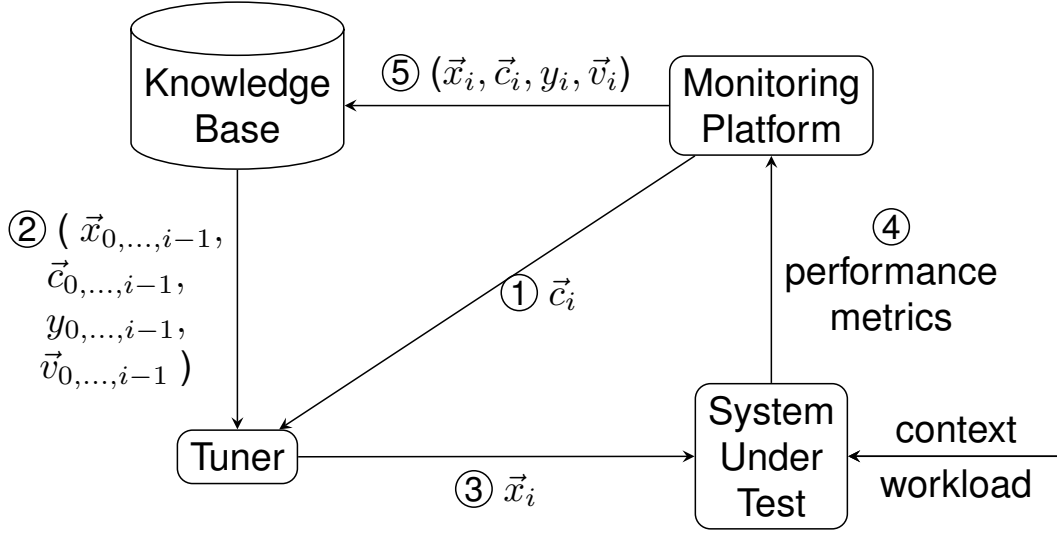 Knowledge
Base
⑤ (x⃗ᵢ, c⃗ᵢ, yᵢ, v⃗ᵢ)
Monitoring
Platform
② ( x⃗₀,...,ᵢ₋₁,
c⃗₀,...,ᵢ₋₁,
y₀,...,ᵢ₋₁,
v⃗₀,...,ᵢ₋₁ )
① c⃗ᵢ
④
performance
metrics
Tuner
③ x⃗ᵢ
System
Under
Test
context
workload